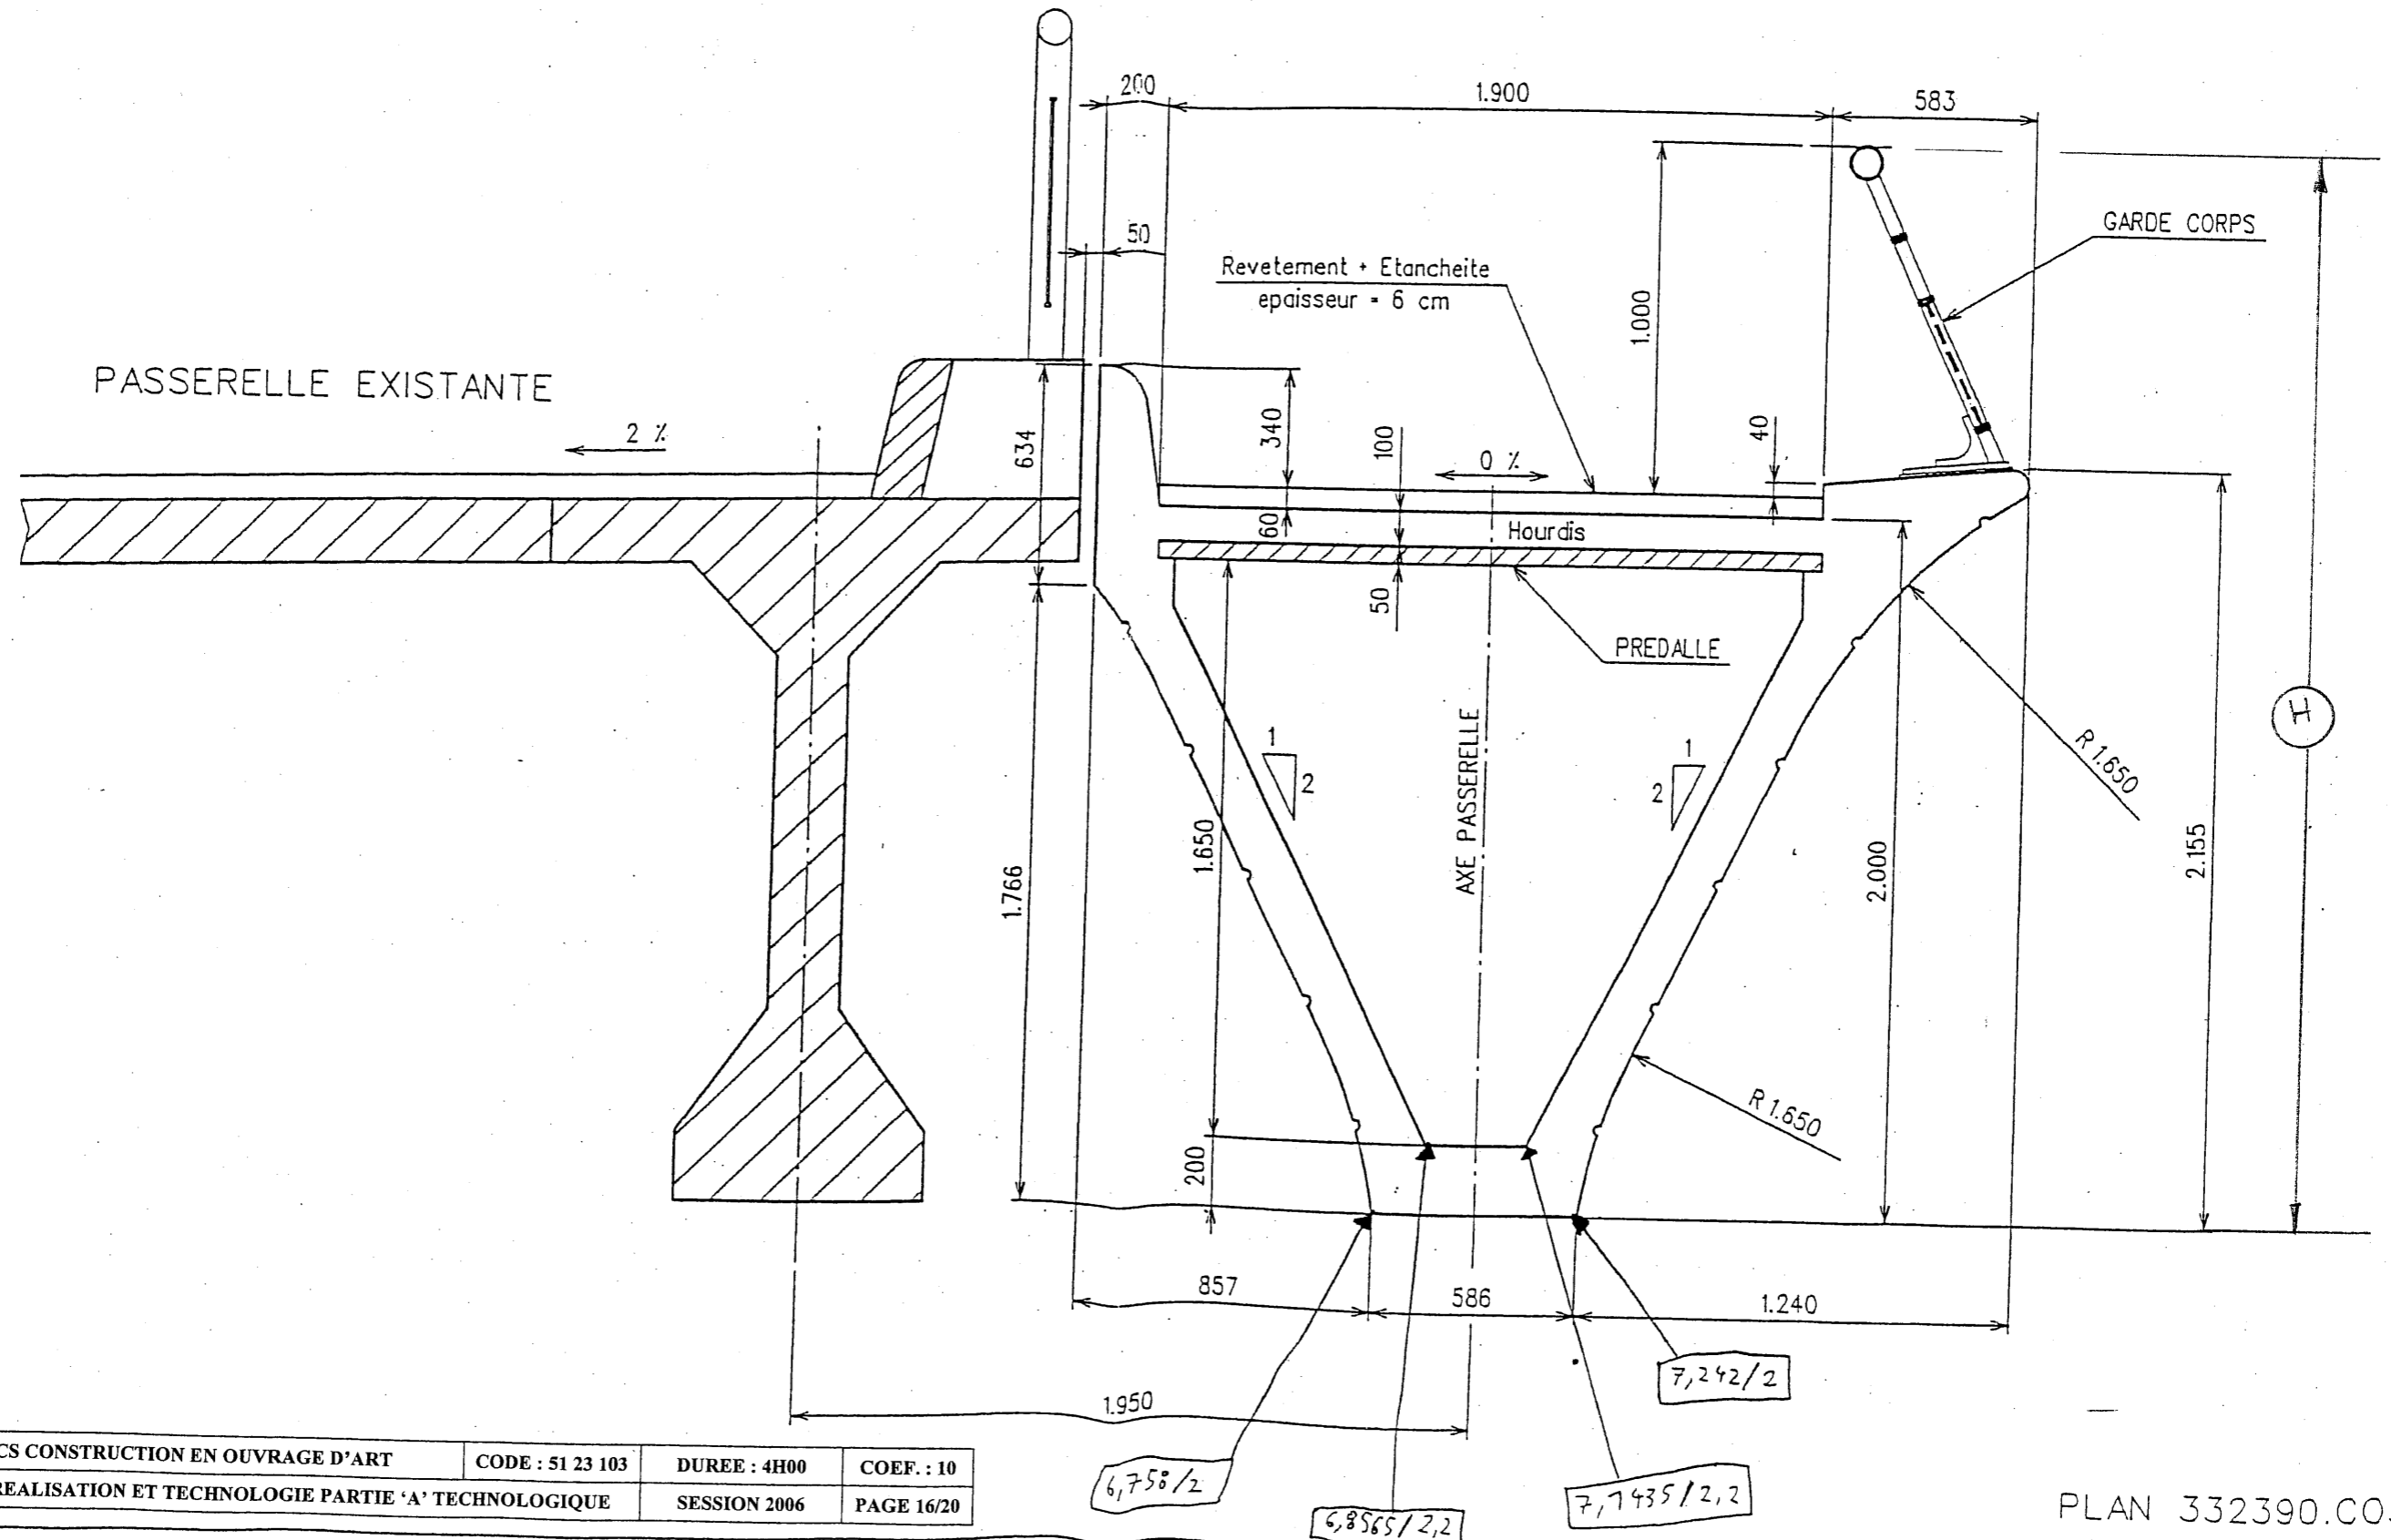 200
1.900
583
50
Revetement + Etancheite
epaisseur = 6 cm
1.000
GARDE CORPS
PASSERELLE EXISTANTE
2 %
634
340
100
40
0 %
60
Hourdis
50
PREDALLE
H
1
2
1
2
R 1.650
AXE PASSERELLE
1.650
1.766
2.000
2.155
R 1.650
200
857
586
1.240
7,242/2
1.950
6,758/2
6,8565/2,2
7,1435/2,2
CS CONSTRUCTION EN OUVRAGE D'ART CODE : 51 23 103 DUREE : 4H00 COEF. : 10
REALISATION ET TECHNOLOGIE PARTIE 'A' TECHNOLOGIQUE SESSION 2006 PAGE 16/20
PLAN 332390.CO